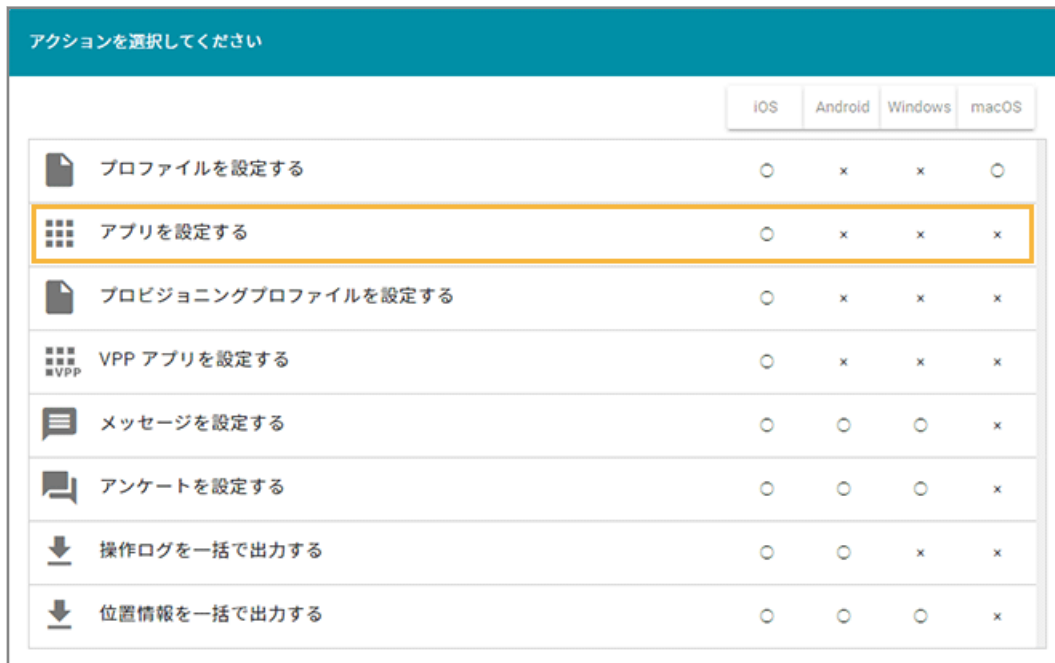 アクションを選択してください
iOS Android Windows macOS
プロファイルを設定する ○ × × ○
アプリを設定する ○ × × ×
プロビジョニングプロファイルを設定する ○ × × ×
VPP VPP アプリを設定する ○ × × ×
メッセージを設定する ○ ○ ○ ×
アンケートを設定する ○ ○ ○ ×
操作ログを一括で出力する ○ ○ × ×
位置情報を一括で出力する ○ ○ ○ ×